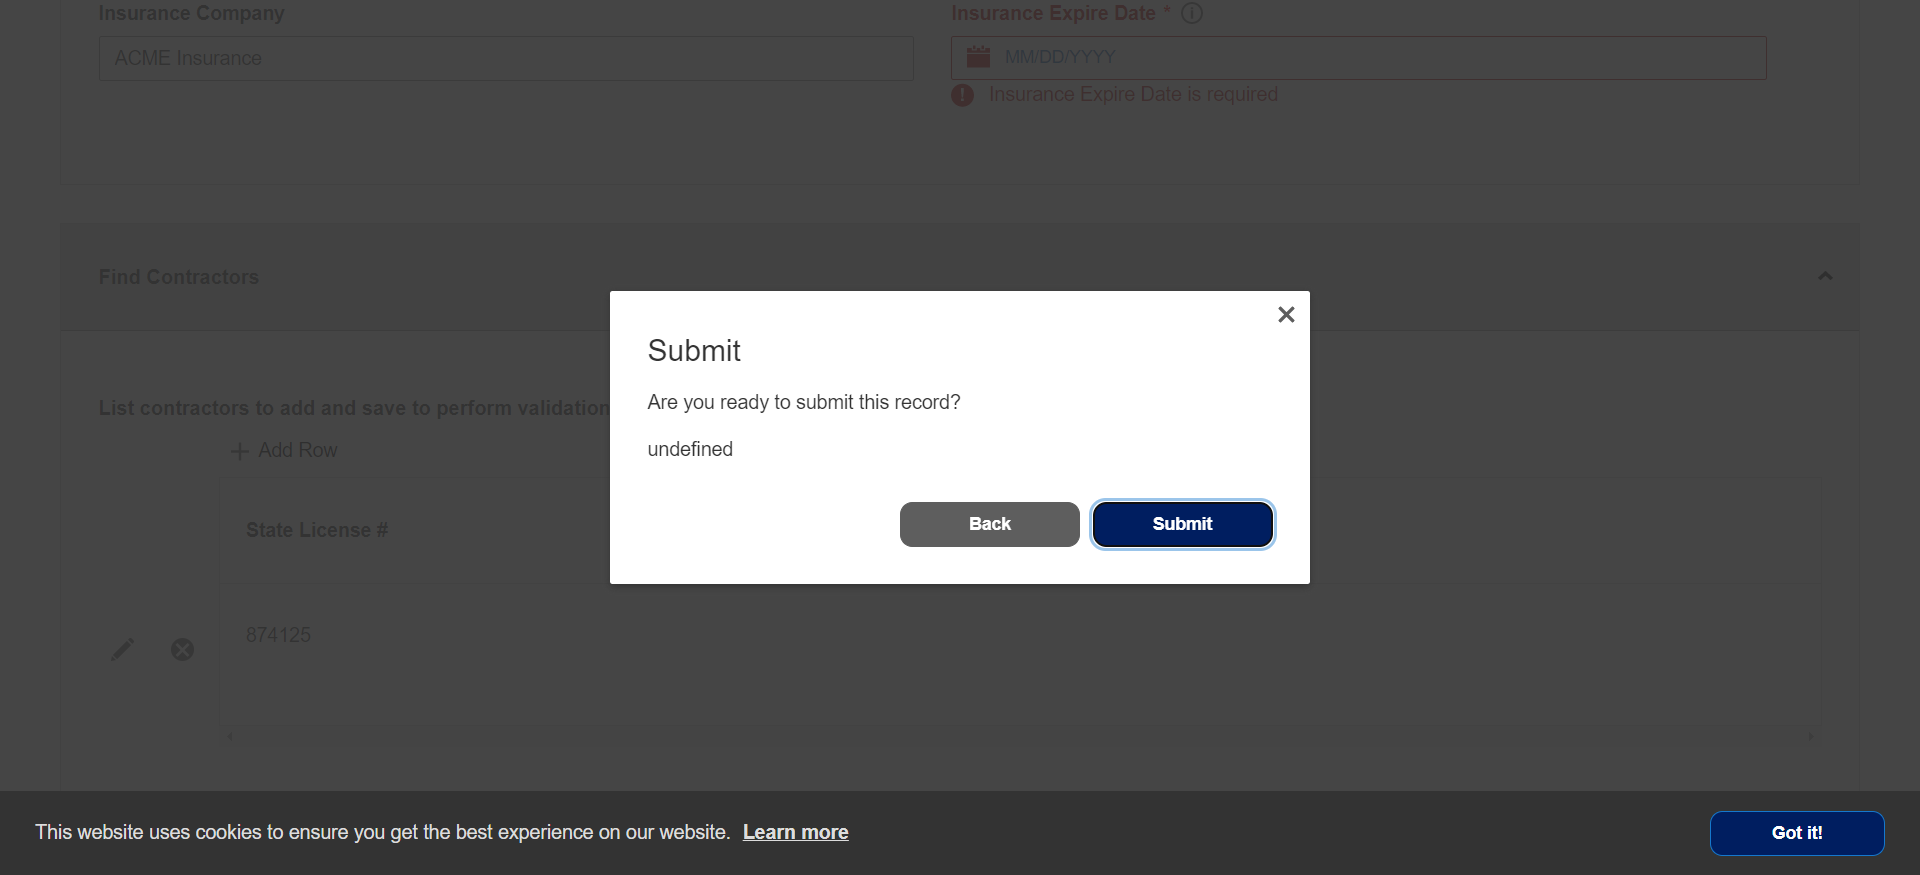 Insurance Company
Insurance Expire Date *
ACME Insurance
MM/DD/YYYY
Insurance Expire Date is required
Find Contractors
Submit
Are you ready to submit this record?
List contractors to add and save to perform validation
Add Row
undefined
State License #
Back
Submit
874125
This website uses cookies to ensure you get the best experience on our website. Learn more
Got it!